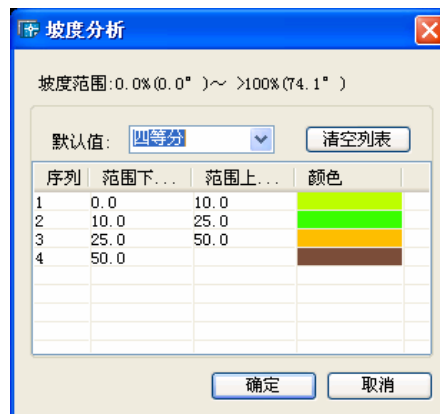 坡度分析
坡度范围:0.0%(0.0° )～ >100%(74.1° )
默认值: 四等分 清空列表
序列 范围下... 范围上... 颜色
1 0.0 10.0
2 10.0 25.0
3 25.0 50.0
4 50.0
确定 取消